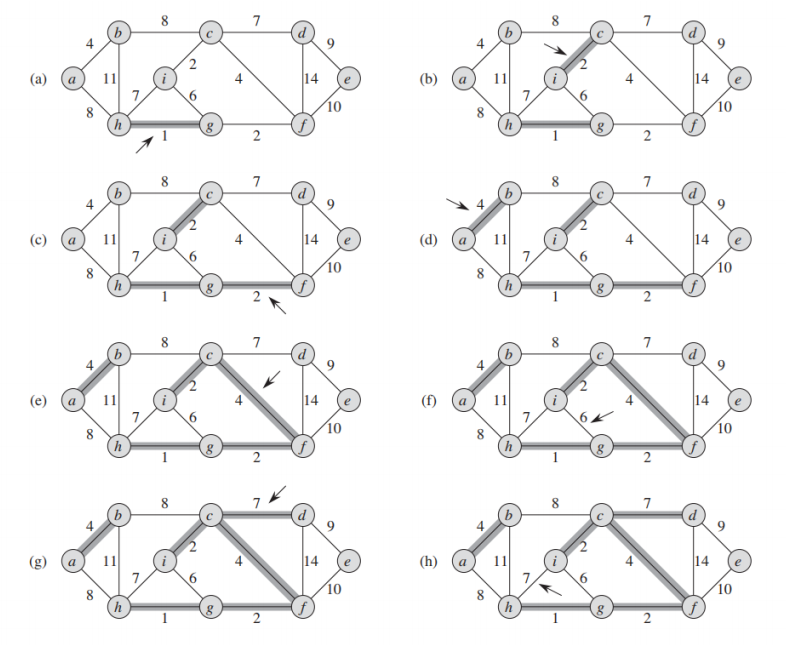 8 7 8 7
b c d b c d
4 9 4 9
2 2
(a) a 11 i 4 14 e (b) a 11 i 4 14 e
7 6 7 6
8 10 8 10
h g f h g f
1 2 1 2
8 7 8 7
b c d b c d
4 9 4 9
2 2
(c) a 11 i 4 14 e (d) a 11 i 4 14 e
7 6 7 6
8 10 8 10
h g f h g f
1 2 1 2
8 7 8 7
b c d b c d
4 9 4 9
2 2
(e) a 11 i 4 14 e (f) a 11 i 4 14 e
7 6 7 6
8 10 8 10
h g f h g f
1 2 1 2
8 7 8 7
b c d b c d
4 9 4 9
2 2
(g) a 11 i 4 14 e (h) a 11 i 4 14 e
7 6 7 6
8 10 8 10
h g f h g f
1 2 1 2